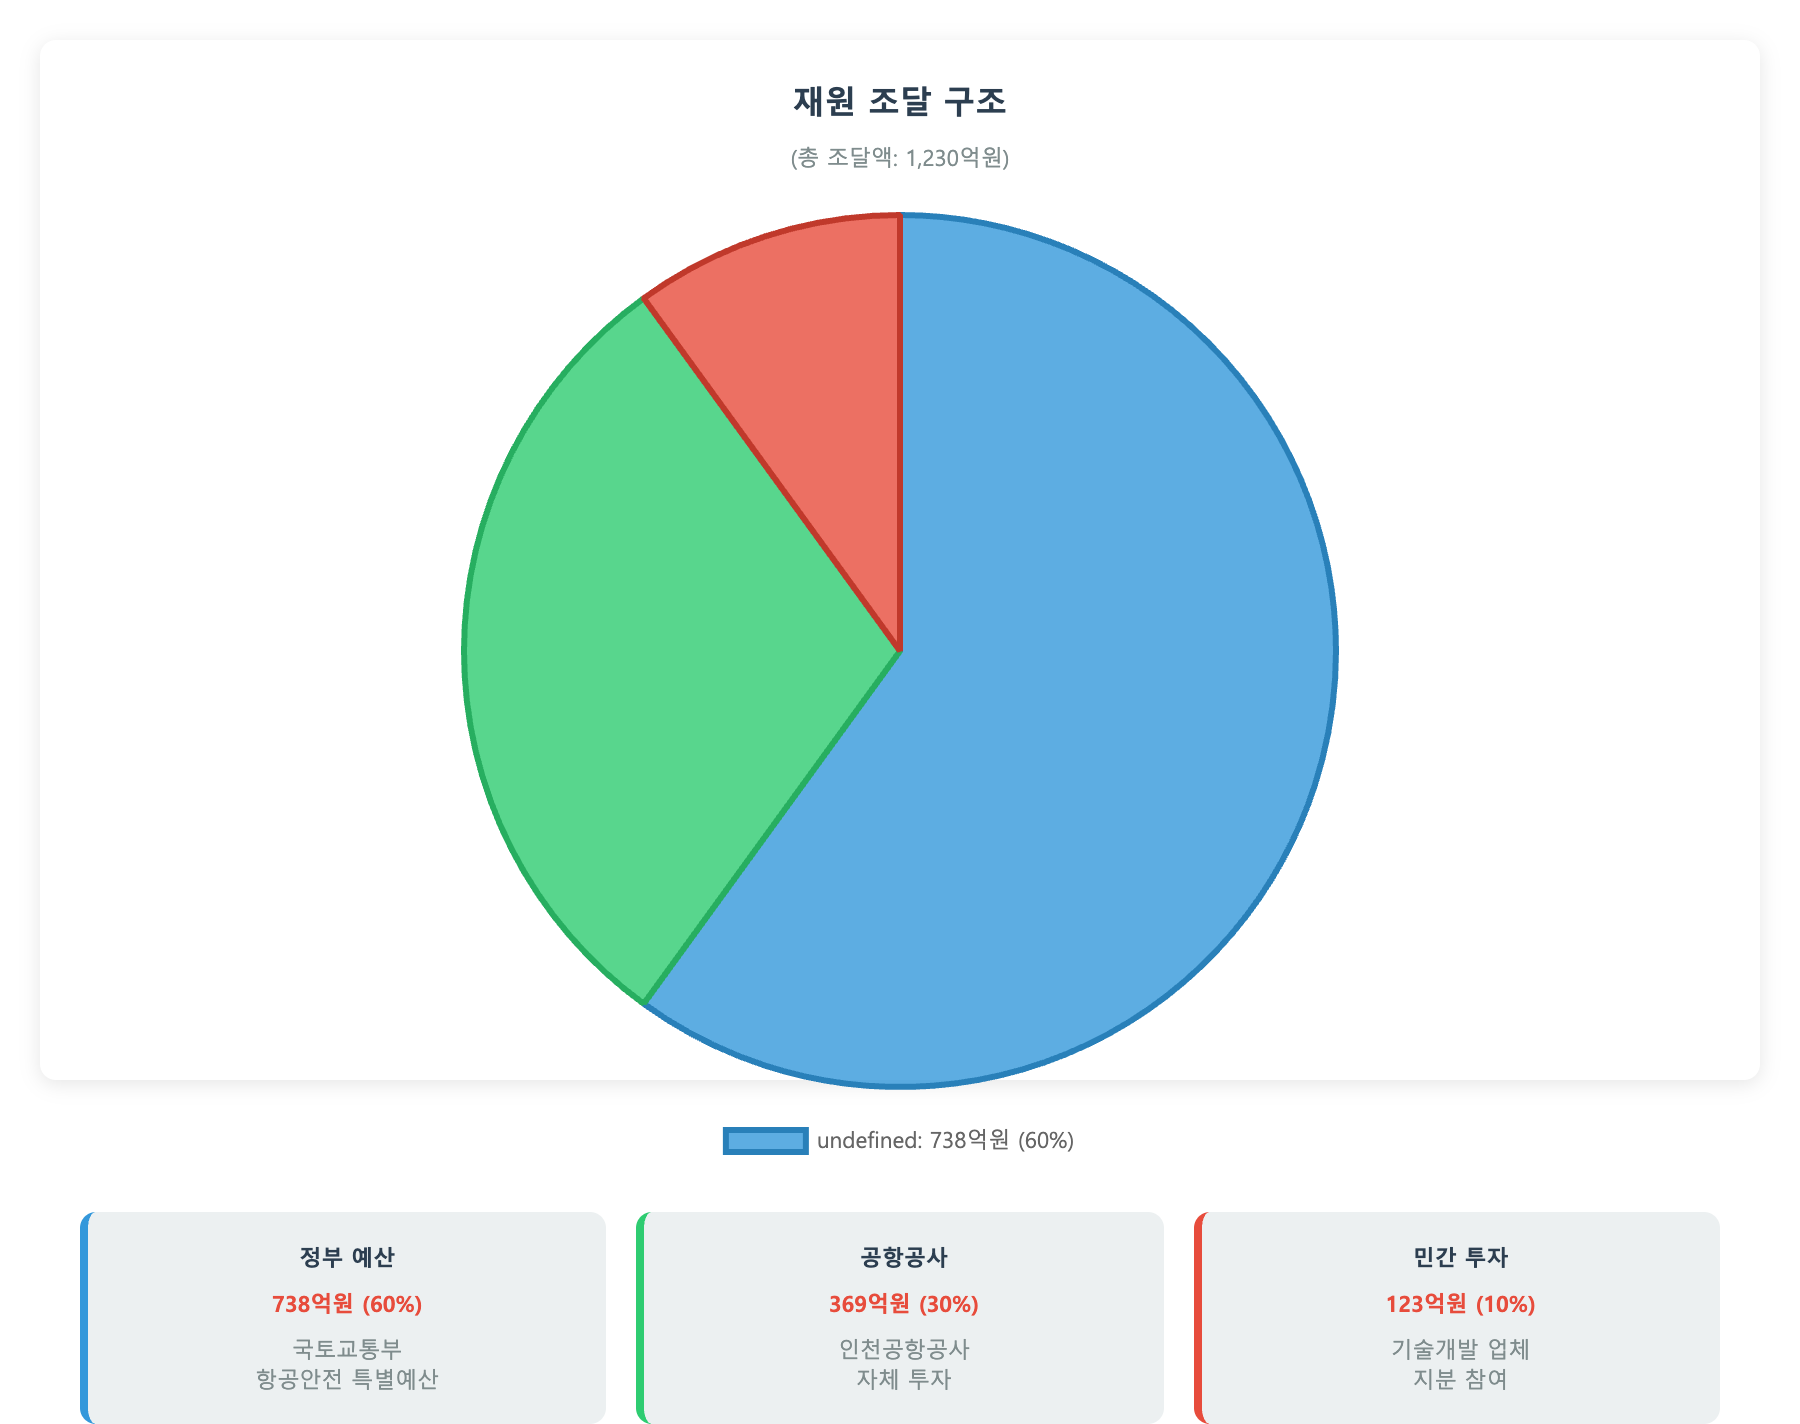 재원 조달 구조
(총 조달액: 1,230억원)
undefined: 738억원 (60%)
정부 예산
738억원 (60%)
국토교통부
항공안전 특별예산
공항공사
369억원 (30%)
인천공항공사
자체 투자
민간 투자
123억원 (10%)
기술개발 업체
지분 참여